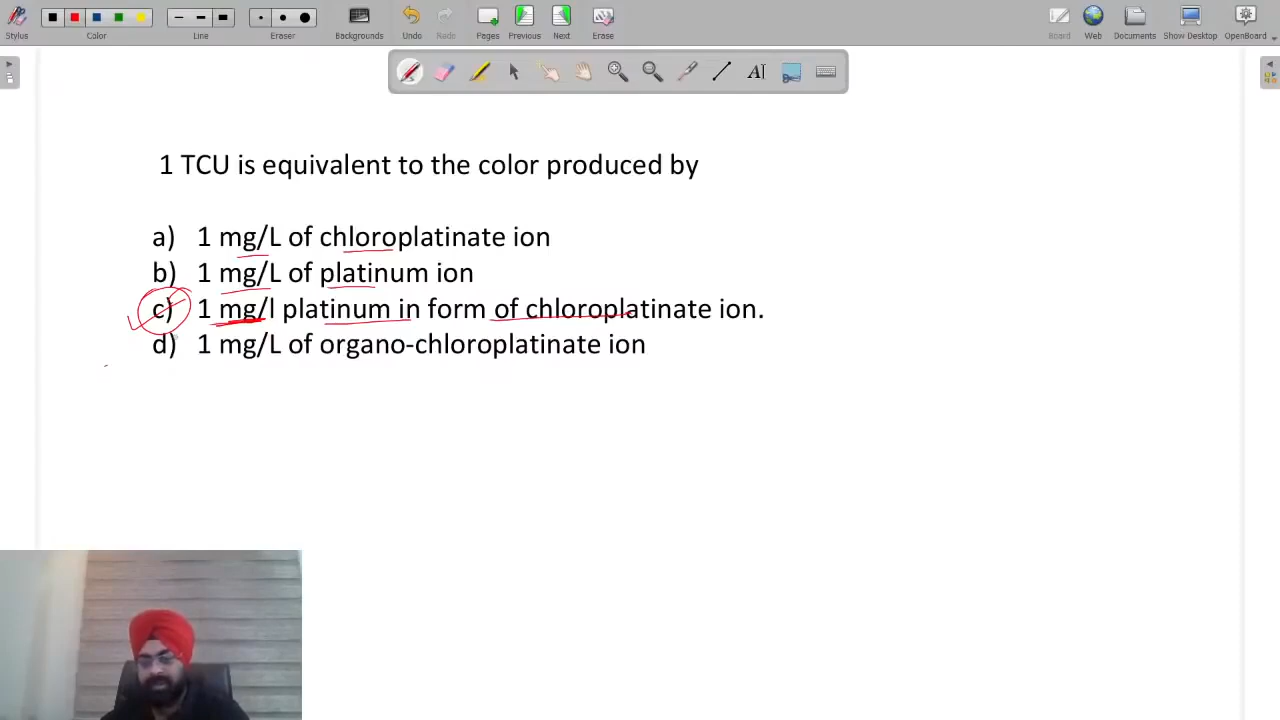 Stylus
Color
Line
Eraser
Backgrounds
Undo
Redo
Pages
Previous
Next
Erase
Board
Web
Documents
Show Desktop
OpenBoard
AI
1 TCU is equivalent to the color produced by
a) 1 mg/L of chloroplatinate ion
b) 1 mg/L of platinum ion
c) 1 mg/l platinum in form of chloroplatinate ion.
d) 1 mg/L of organo-chloroplatinate ion